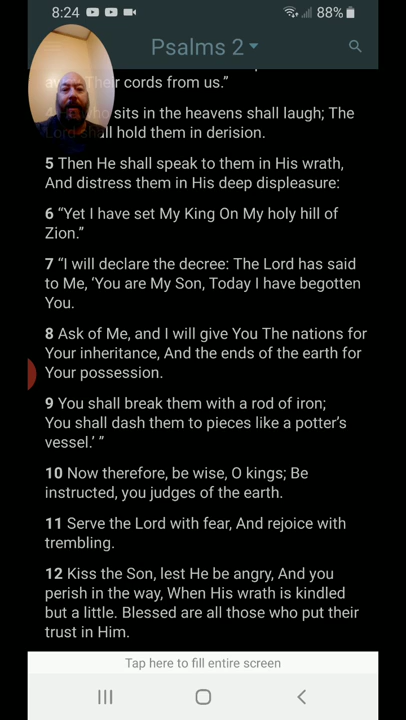 8:24 88%
Psalms 2
Their cords from us.”
sits in the heavens shall laugh; The
Lord shall hold them in derision.
5 Then He shall speak to them in His wrath,
And distress them in His deep displeasure:
6 “Yet I have set My King On My holy hill of
Zion.”
7 “I will declare the decree: The Lord has said
to Me, ‘You are My Son, Today I have begotten
You.
8 Ask of Me, and I will give You The nations for
Your inheritance, And the ends of the earth for
Your possession.
9 You shall break them with a rod of iron;
You shall dash them to pieces like a potter’s
vessel.’ ”
10 Now therefore, be wise, O kings; Be
instructed, you judges of the earth.
11 Serve the Lord with fear, And rejoice with
trembling.
12 Kiss the Son, lest He be angry, And you
perish in the way, When His wrath is kindled
but a little. Blessed are all those who put their
trust in Him.
Tap here to fill entire screen